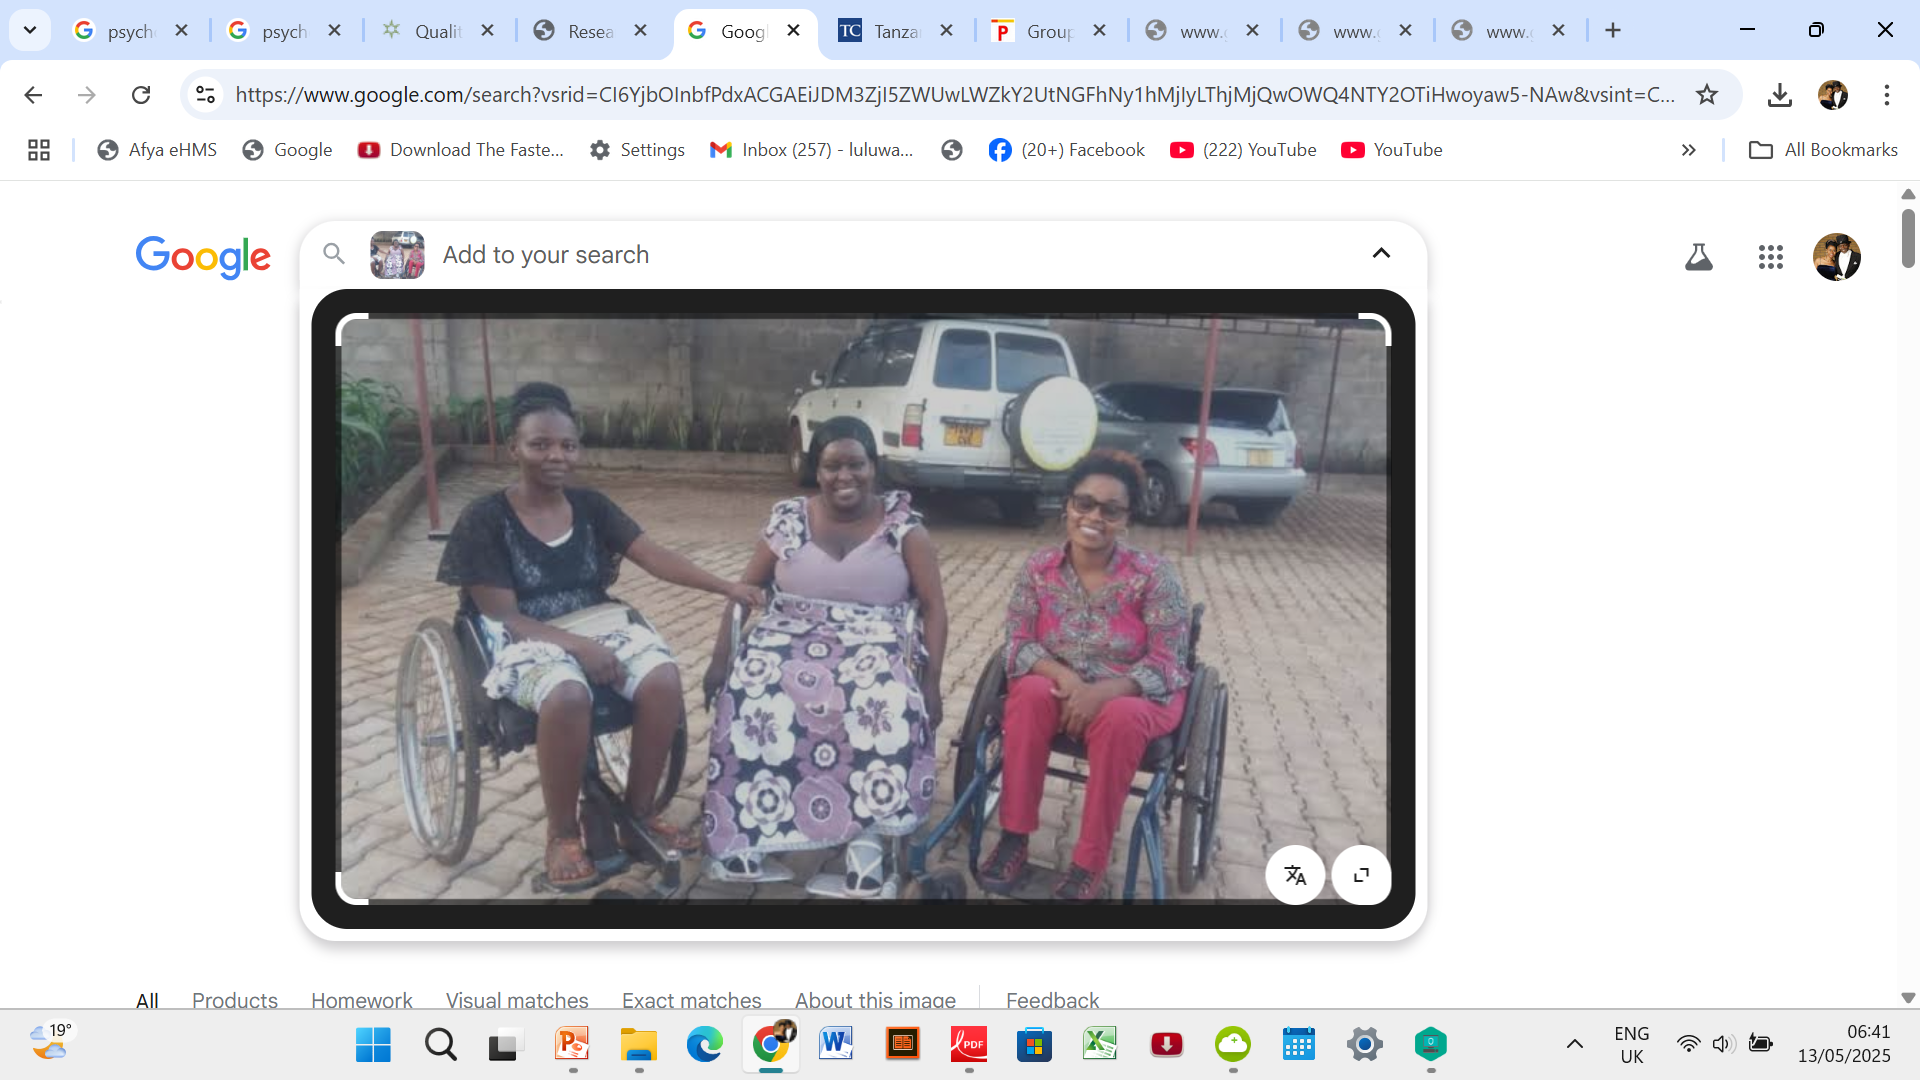 psych
psych
Qualit
Resea
Goog
Tanza
Group
www.
www.
www.
https://www.google.com/search?vsrid=CI6YjbOInbfPdxACGAEiJDM3ZjI5ZWUwLWZkY2UtNGFhNy1hMjIyLThjMjQwOWQ4NTY2OTiHwoyaw5-NAw&vsint=C...
Afya eHMS
Google
Download The Faste...
Settings
Inbox (257) - luluwa...
(20+) Facebook
(222) YouTube
YouTube
All Bookmarks
Google
Add to your search
All
Products
Homework
Visual matches
Exact matches
About this image
Feedback
19°
ENG
UK
06:41
13/05/2025